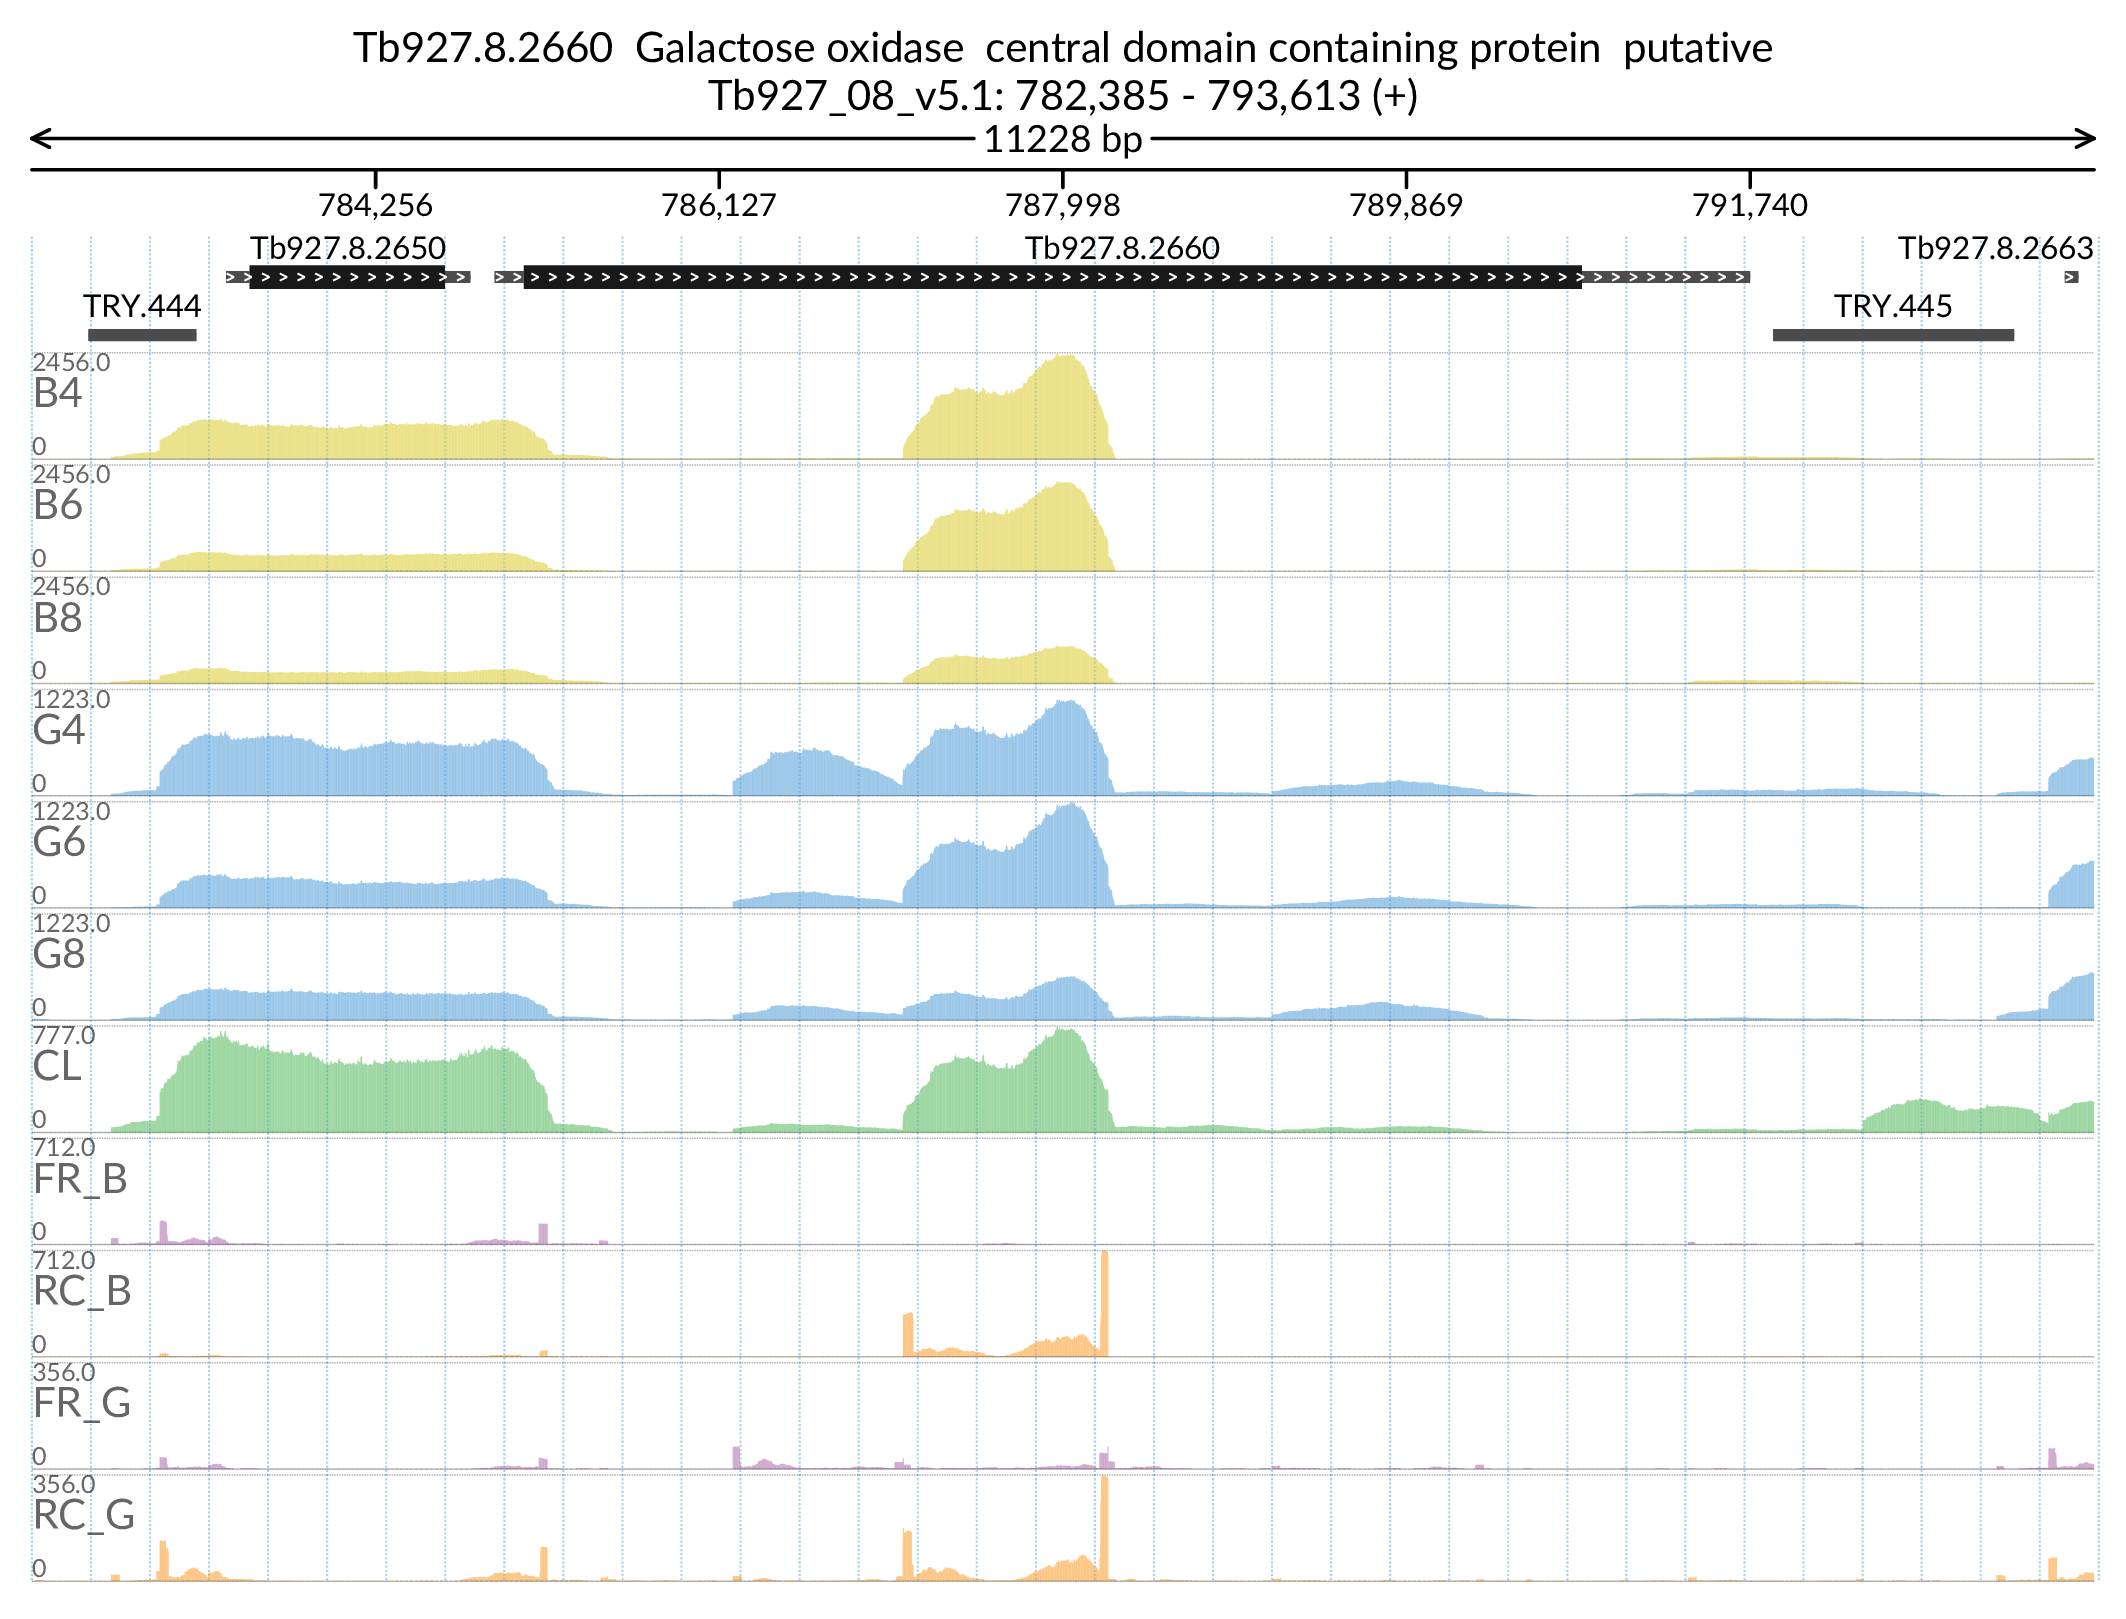 Tb927.8.2660  Galactose oxidase  central domain containing protein  putative
Tb927_08_v5.1: 782,385 - 793,613 (+)
11228 bp
784,256 786,127 787,998 789,869 791,740
Tb927.8.2650 Tb927.8.2660 Tb927.8.2663
TRY.444 TRY.445
2456.0
B4
0
2456.0
B6
0
2456.0
B8
0
1223.0
G4
0
1223.0
G6
0
1223.0
G8
0
777.0
CL
0
712.0
FR_B
0
712.0
RC_B
0
356.0
FR_G
0
356.0
RC_G
0